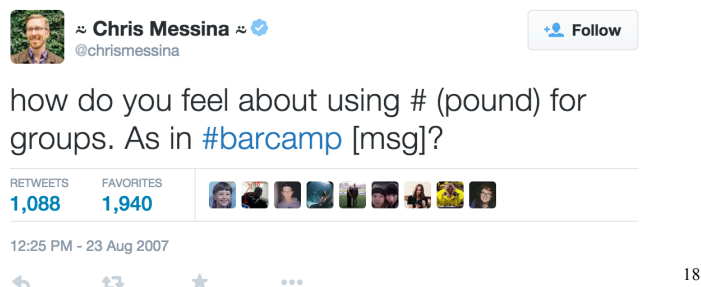 Chris Messina
@chrismessina
Follow
how do you feel about using # (pound) for
groups. As in #barcamp [msg]?
RETWEETS FAVORITES
1,088 1,940
12:25 PM - 23 Aug 2007
18